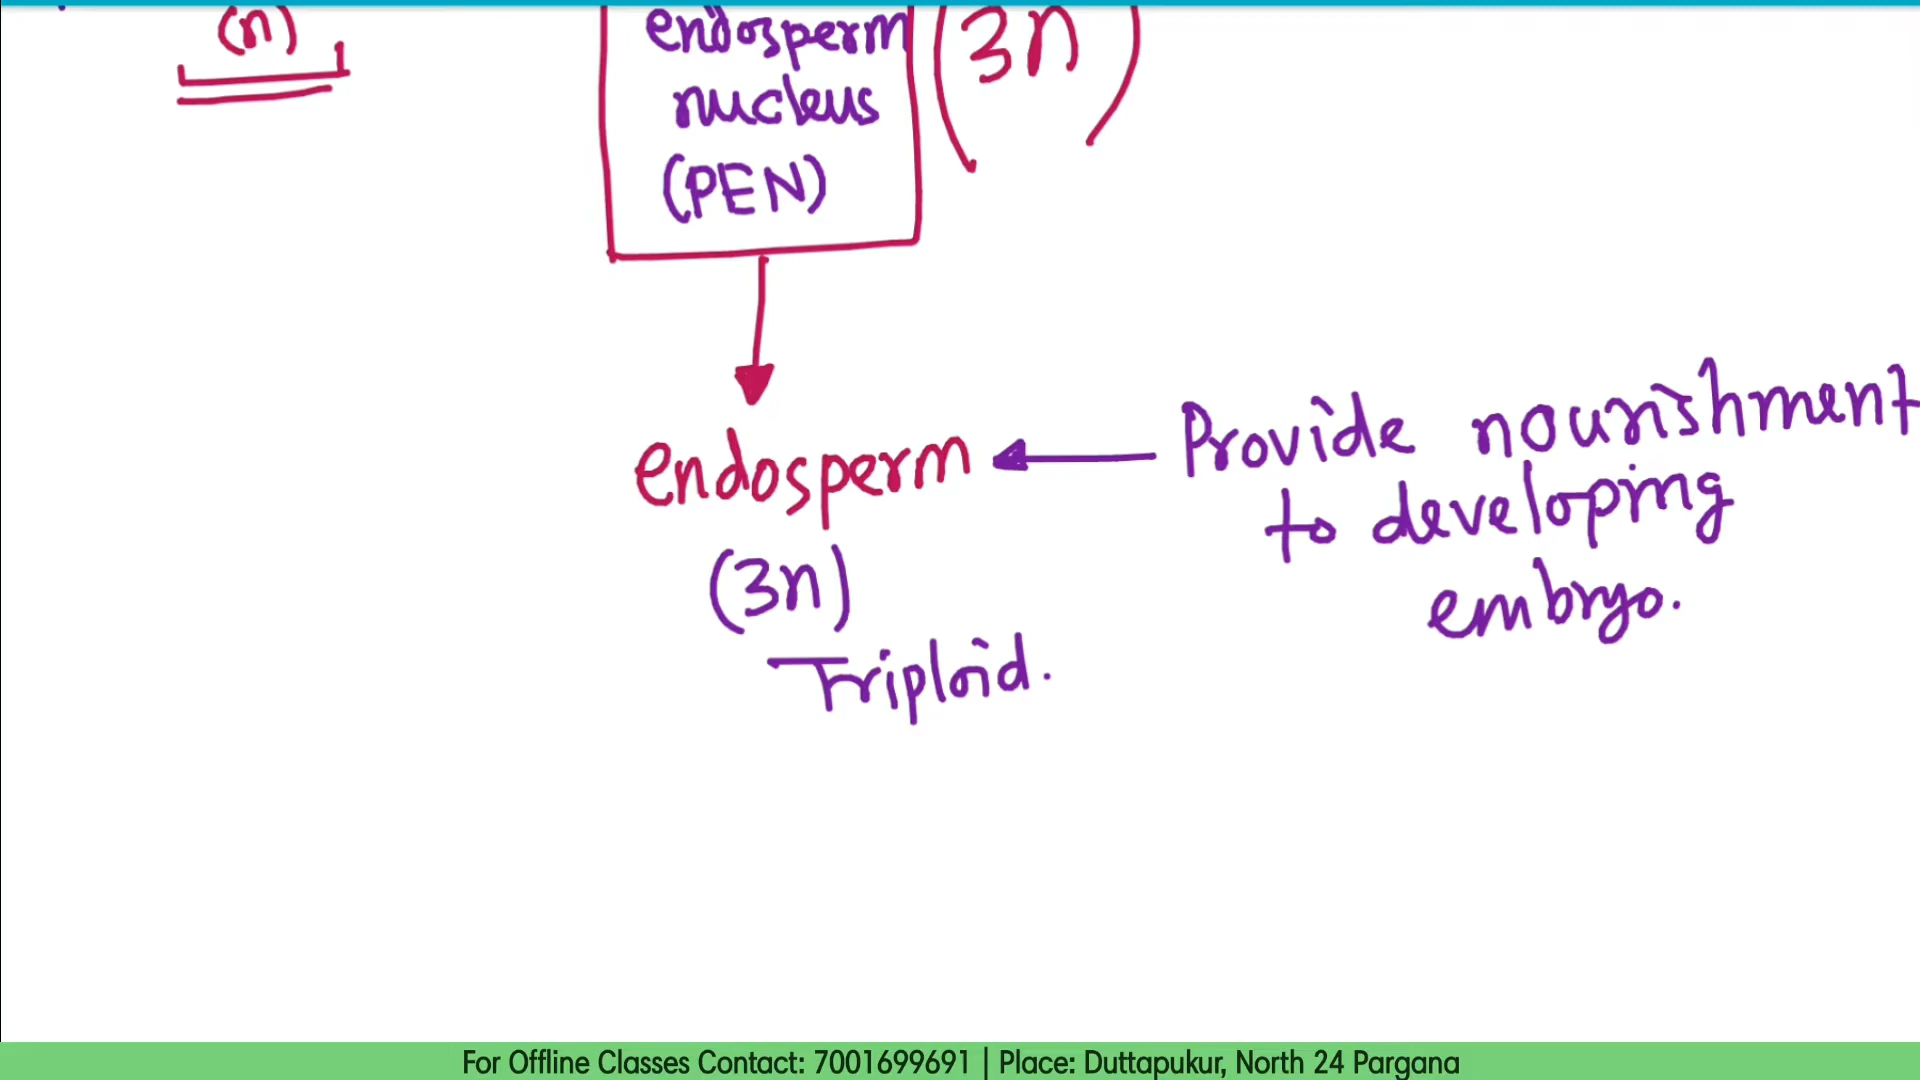 (n)
endosperm (3n)
nucleus
(PEN)
endosperm
Provide nourishment
to developing
embryo.
(3n)
Triploid.
For Offline Classes Contact: 7001699691 | Place: Duttapukur, North 24 Pargana